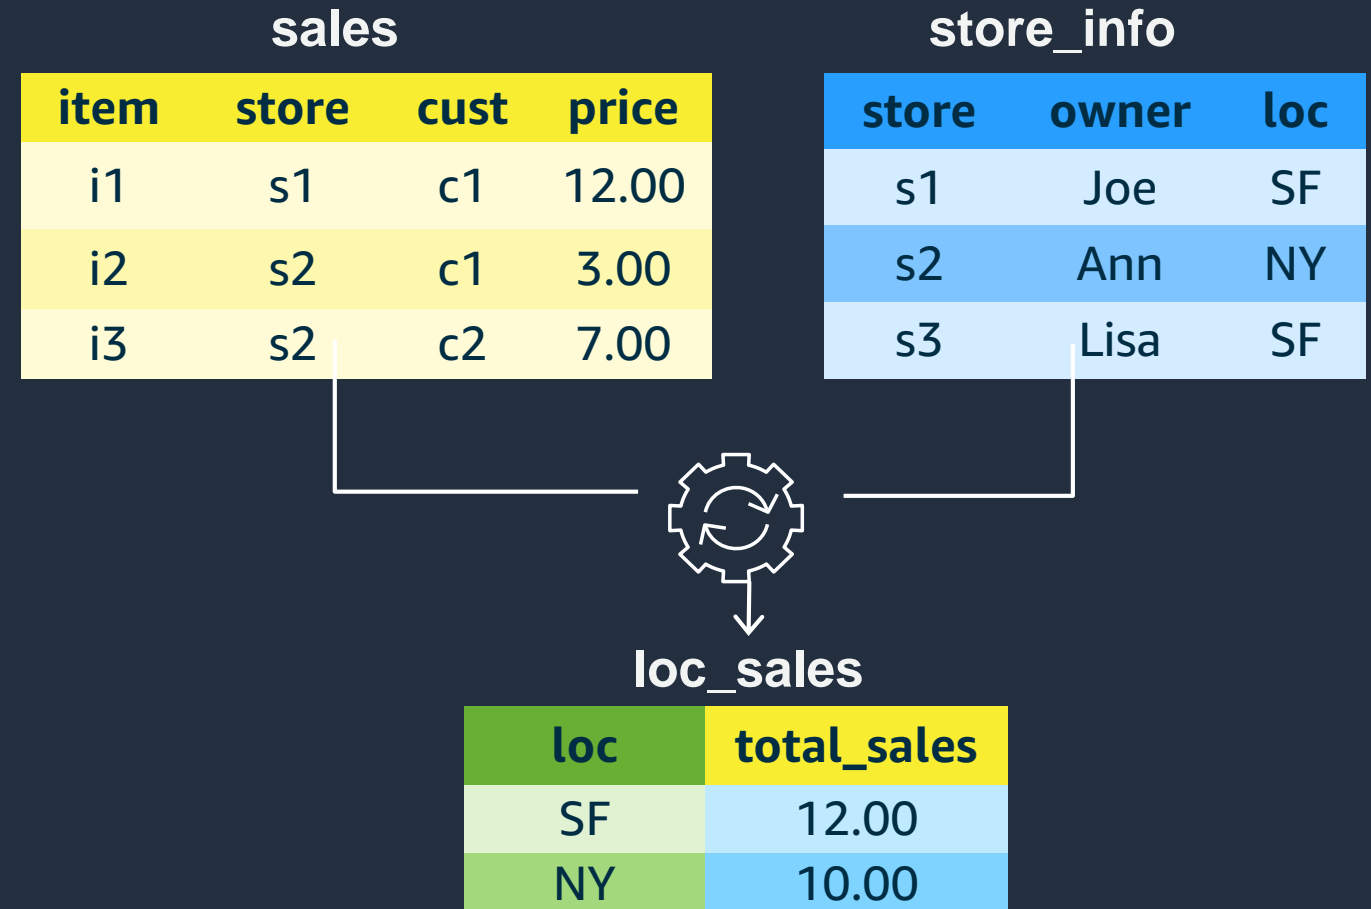 sales
item store cust price
i1 s1 c1 12.00
i2 s2 c1 3.00
i3 s2 c2 7.00
store_info
store owner loc
s1 Joe SF
s2 Ann NY
s3 Lisa SF
loc_sales
loc total_sales
SF 12.00
NY 10.00